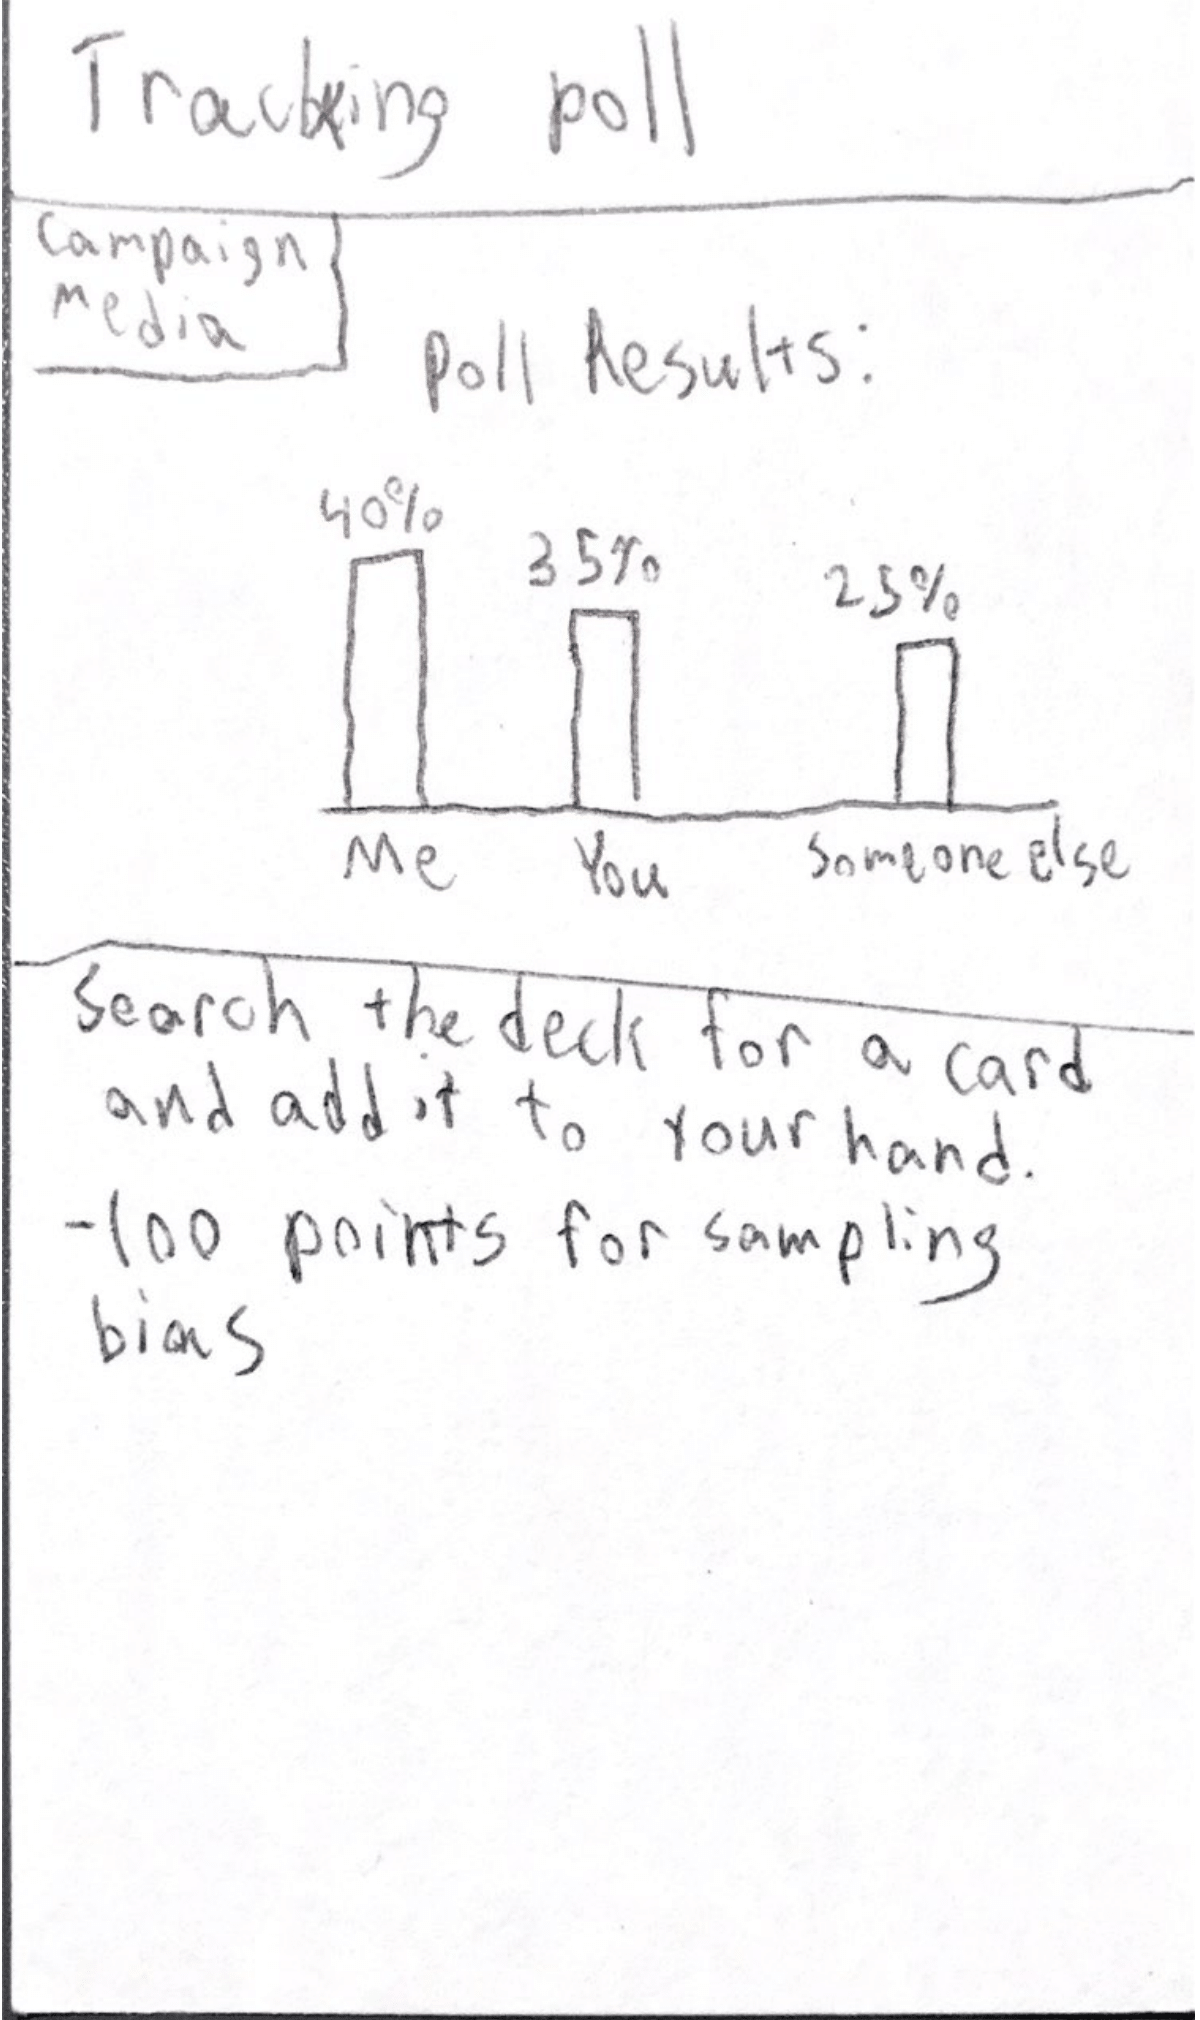 Tracking poll
Campaign
Media
Poll Results:
40%
35%
25%
Me
You
Someone else
Search the deck for a card
and add it to your hand.
-100 points for sampling
bias